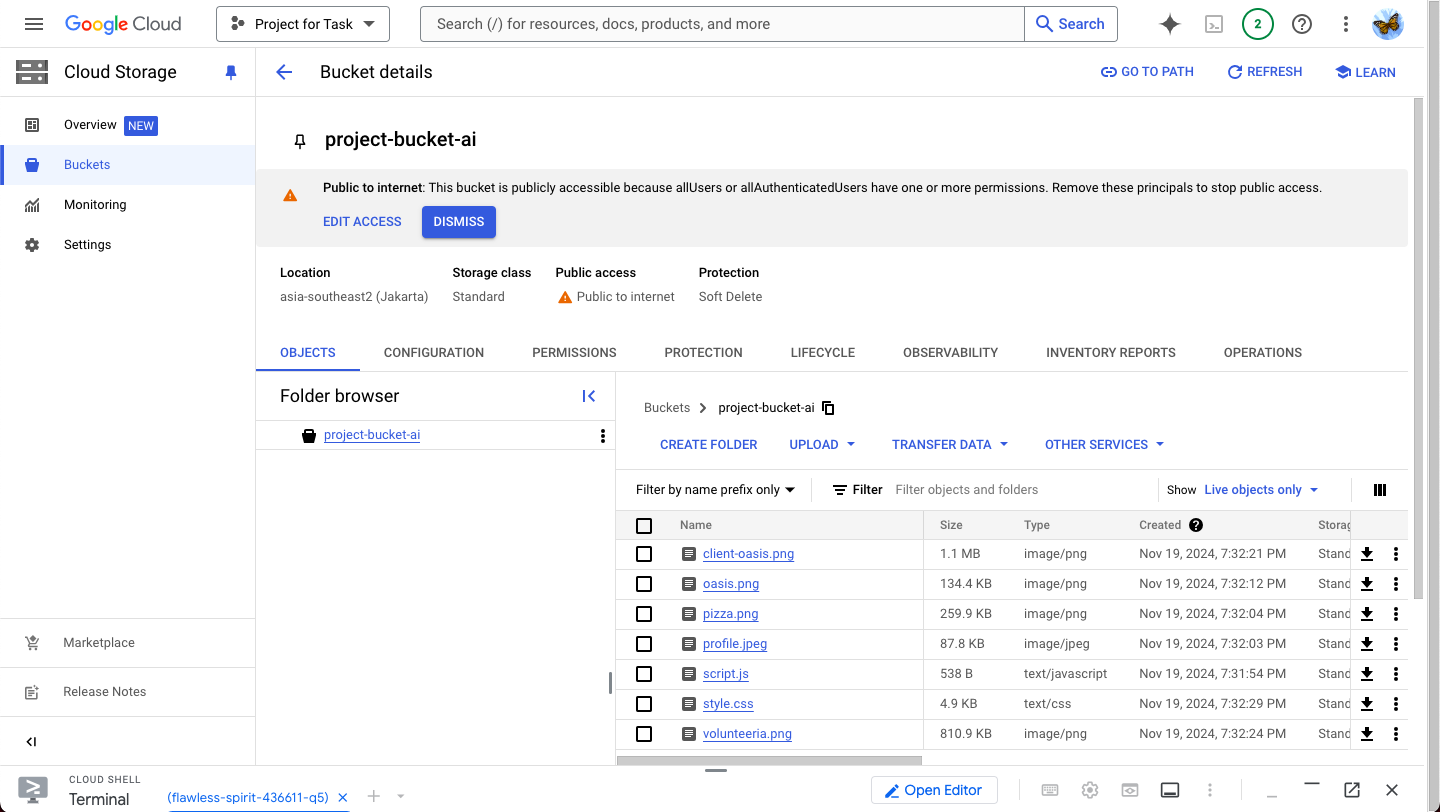 Google Cloud
Project for Task
Search (/) for resources, docs, products, and more
Search
2
Cloud Storage
Bucket details
GO TO PATH
REFRESH
LEARN
Overview NEW
Buckets
Monitoring
Settings
Marketplace
Release Notes
project-bucket-ai
Public to internet: This bucket is publicly accessible because allUsers or allAuthenticatedUsers have one or more permissions. Remove these principals to stop public access.
EDIT ACCESS DISMISS
Location Storage class Public access Protection
asia-southeast2 (Jakarta) Standard Public to internet Soft Delete
OBJECTS CONFIGURATION PERMISSIONS PROTECTION LIFECYCLE OBSERVABILITY INVENTORY REPORTS OPERATIONS
Folder browser
project-bucket-ai
Buckets project-bucket-ai
CREATE FOLDER UPLOAD TRANSFER DATA OTHER SERVICES
Filter by name prefix only Filter Filter objects and folders Show Live objects only
Name Size Type Created Storag
client-oasis.png 1.1 MB image/png Nov 19, 2024, 7:32:21 PM Stand
oasis.png 134.4 KB image/png Nov 19, 2024, 7:32:12 PM Stand
pizza.png 259.9 KB image/png Nov 19, 2024, 7:32:04 PM Stand
profile.jpeg 87.8 KB image/jpeg Nov 19, 2024, 7:32:03 PM Stand
script.js 538 B text/javascript Nov 19, 2024, 7:31:54 PM Stand
style.css 4.9 KB text/css Nov 19, 2024, 7:32:29 PM Stand
volunteeria.png 810.9 KB image/png Nov 19, 2024, 7:32:24 PM Stand
CLOUD SHELL
Terminal
(flawless-spirit-436611-q5)
Open Editor